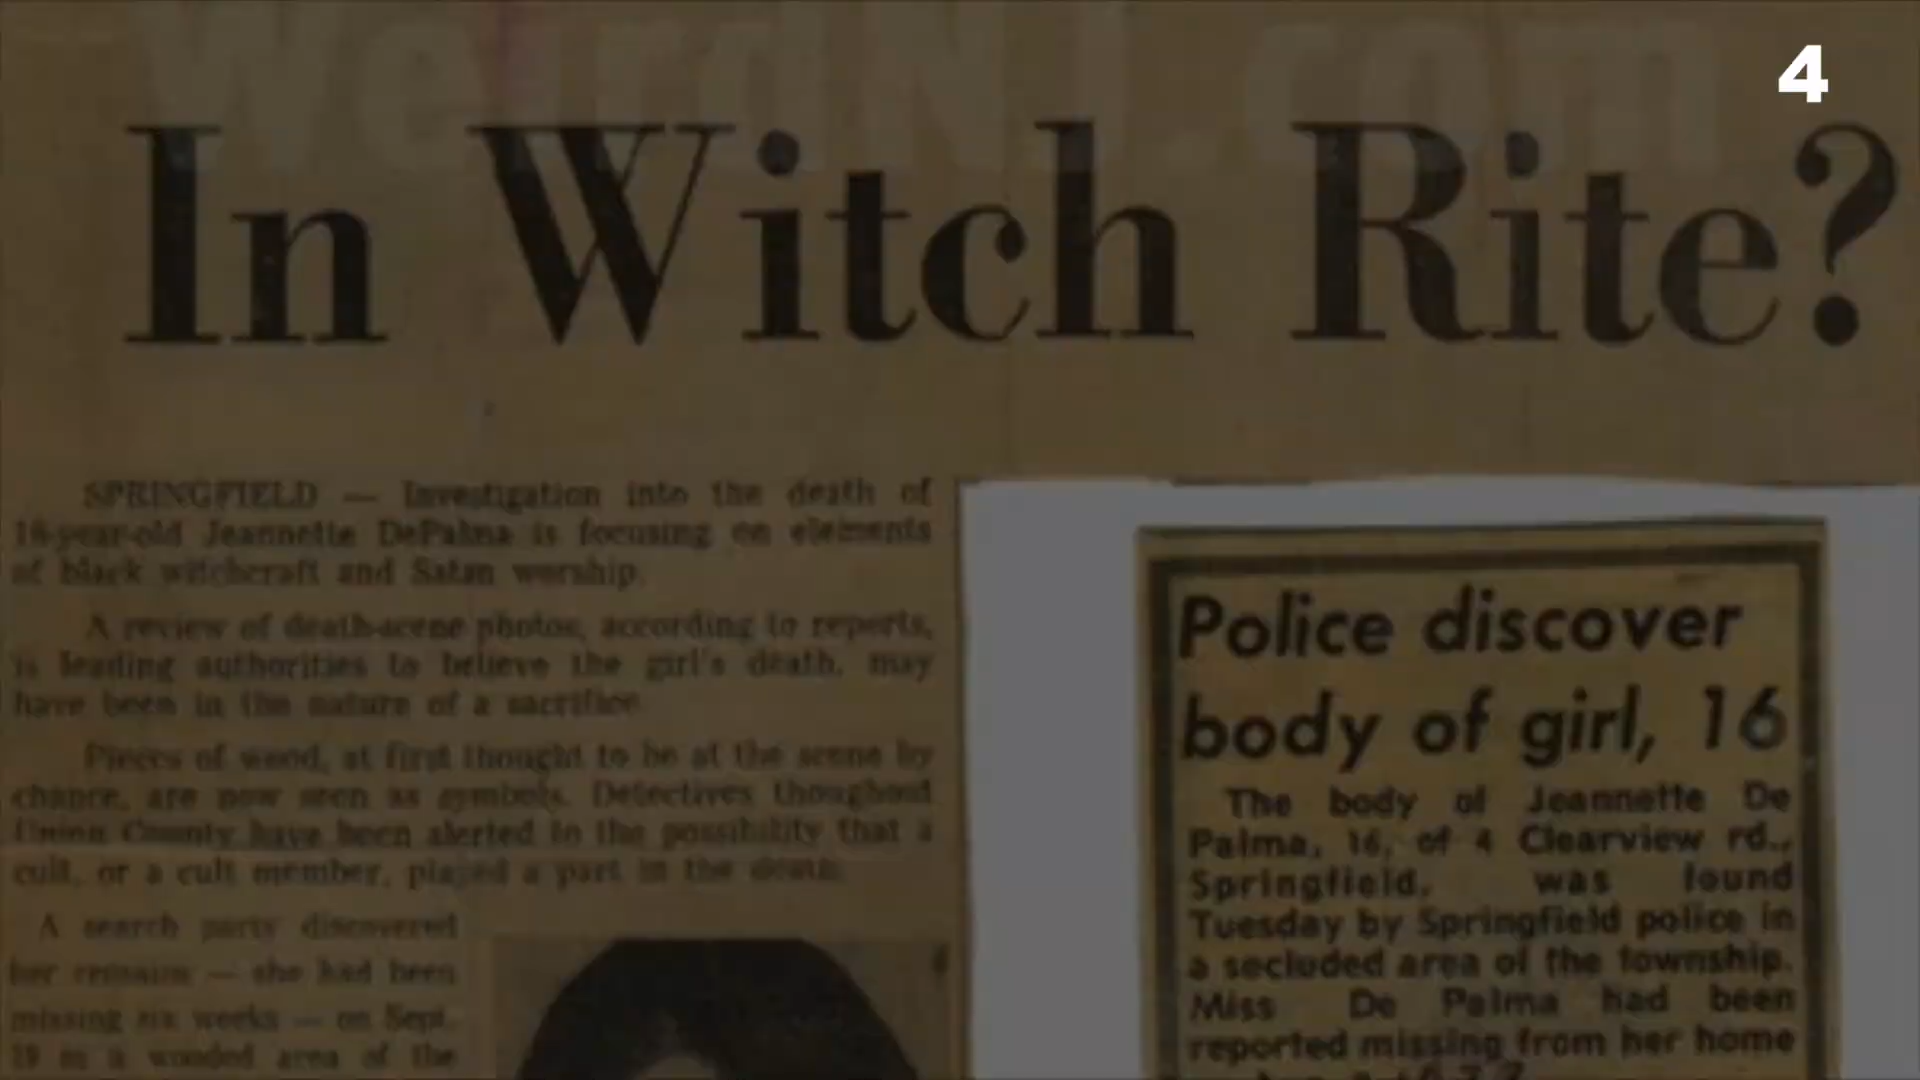 WeirdNJ.com
4
In Witch Rite?
SPRINGFIELD — Investigation into the death of
16-year-old Jeannette DePalma is focusing on elements
of black witchcraft and Satan worship.
A review of death-scene photos, according to reports,
is leading authorities to believe the girl's death, may
have been in the nature of a sacrifice.
Pieces of wood, at first thought to be at the scene by
chance, are now seen as symbols. Detectives thoughout
Union County have been alerted to the possibility that a
cult, or a cult member, played a part in the death.
A search party discovered
her remains — she had been
missing six weeks — on Sept.
19 in a wooded area of the
Police discover
body of girl, 16
The body of Jeannette De
Palma, 16, of 4 Clearview rd.,
Springfield, was found
Tuesday by Springfield police in
a secluded area of the township.
Miss De Palma had been
reported missing from her home